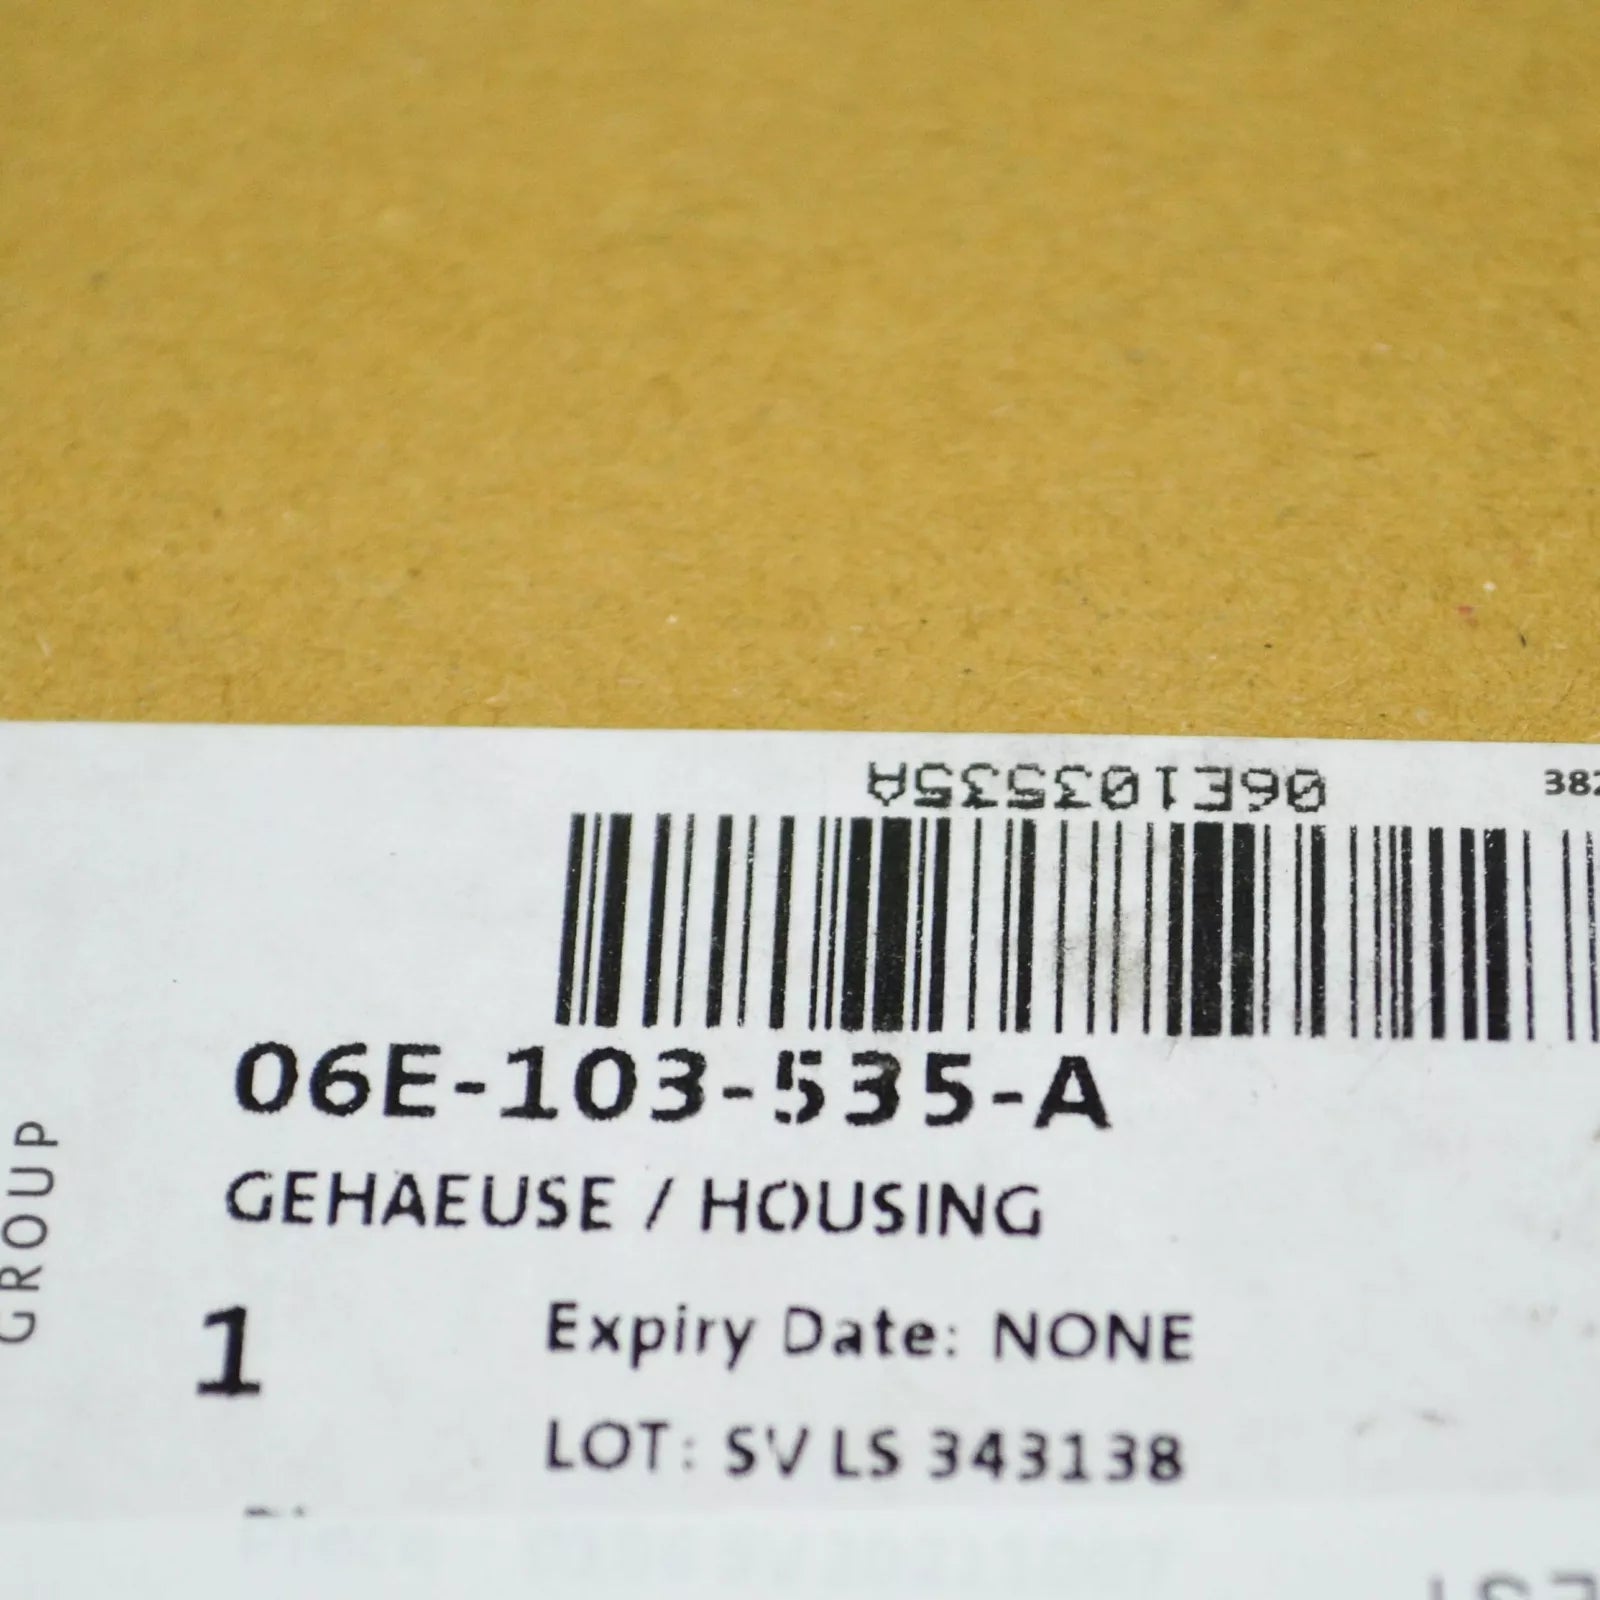 06E103535A
382
06E-103-535-A
GEHAEUSE / HOUSING
GROUP
1
Expiry Date: NONE
LOT: SV LS 343138